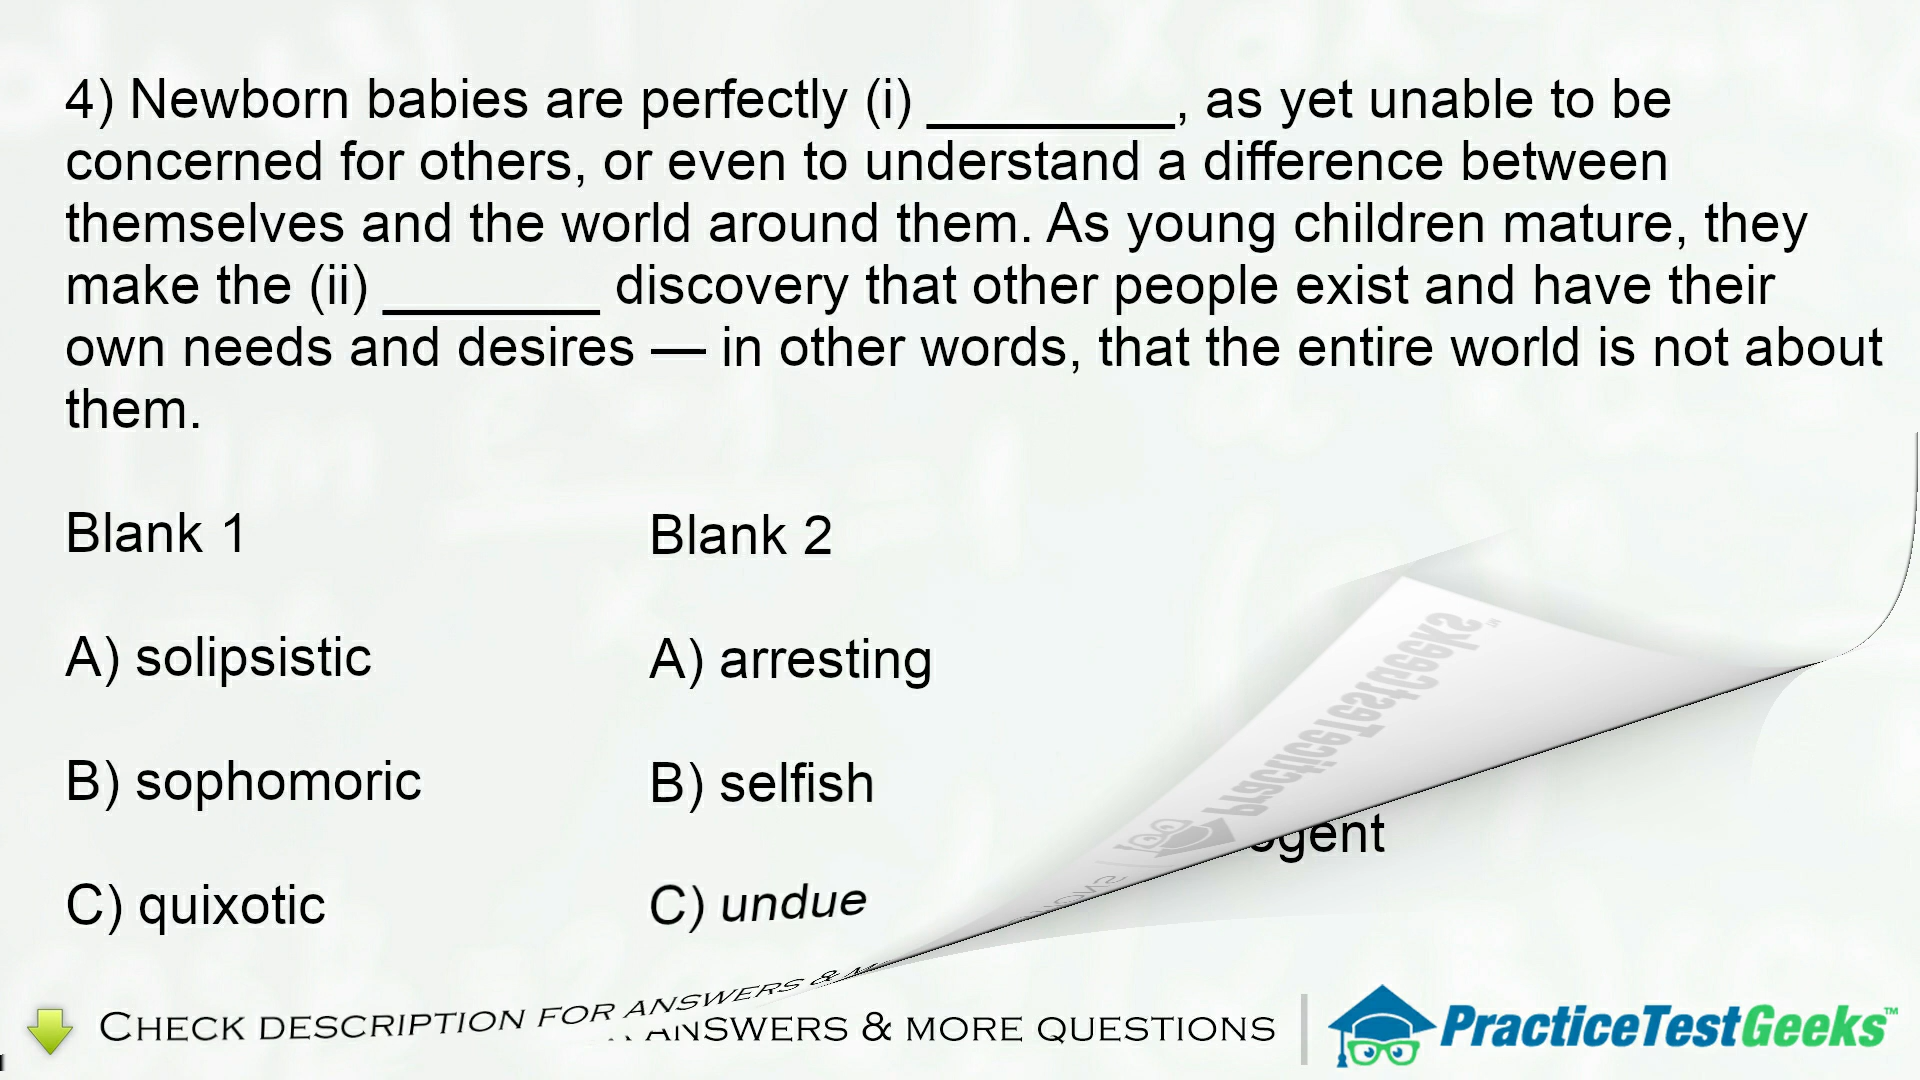 4) Newborn babies are perfectly (i) _________, as yet unable to be
concerned for others, or even to understand a difference between
themselves and the world around them. As young children mature, they
make the (ii) ________ discovery that other people exist and have their
own needs and desires — in other words, that the entire world is not about
them.
Blank 1
Blank 2
A) solipsistic
A) arresting
B) sophomoric
B) selfish
C) quixotic
C) undue
PracticeTestGeeks
CHECK DESCRIPTION FOR ANSWERS &
ANSWERS & MORE QUESTIONS
PracticeTestGeeks™